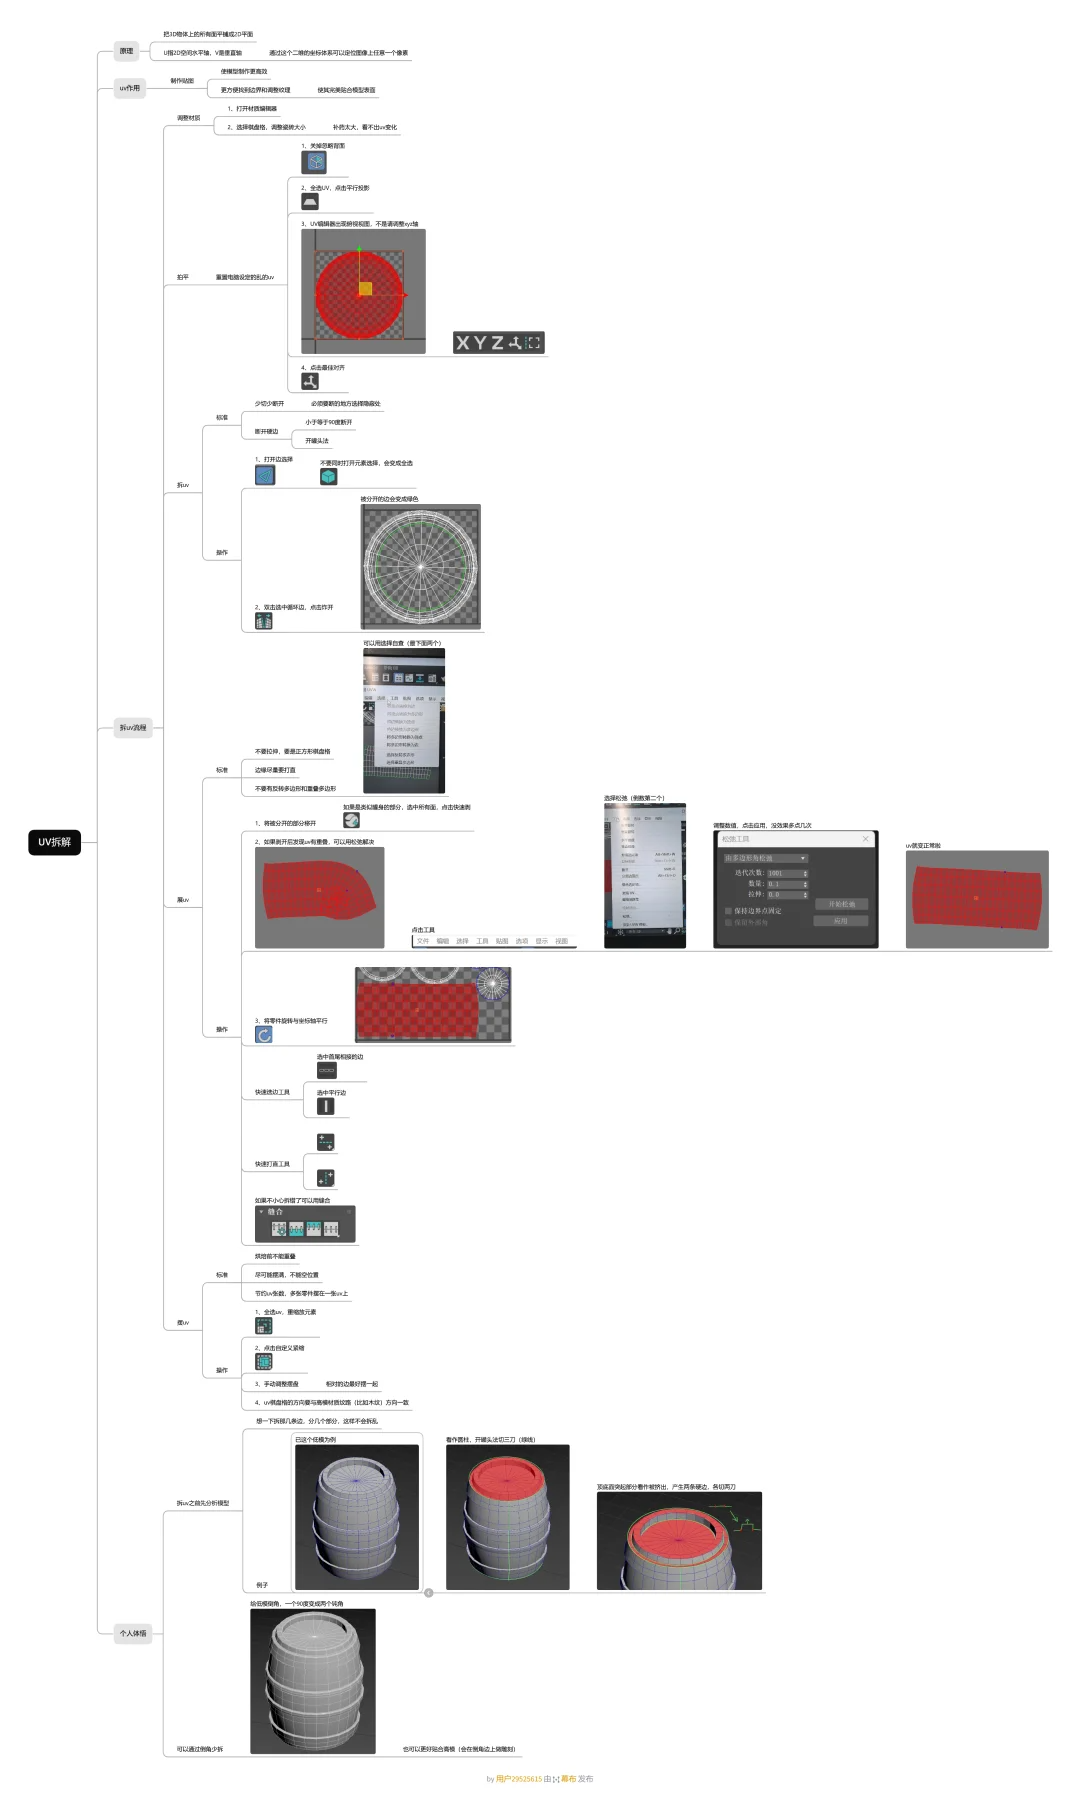 UV拆解
原理
把3D物体上的所有面平铺成2D平面
U指2D空间水平轴，V是垂直轴
通过这个二维的坐标体系可以定位图像上任意一个像素
uv作用
制作贴图
使模型制作更高效
更方便找到边界和调整纹理
使其完美贴合模型表面
拆uv流程
调整材质
1、打开材质编辑器
2、选择棋盘格，调整瓷砖大小
补药太大，看不出uv变化
拍平
重置电脑设定的乱的uv
1、关掉忽略背面
2、全选UV，点击平行投影
3、UV编辑器出现俯视视图，不是请调整xyz轴
X Y Z
4、点击最佳对齐
拆uv
标准
少切少断开
必须要断的地方选择隐蔽处
断开硬边
小于等于90度断开
开罐头法
操作
1、打开边选择
不要同时打开元素选择，会变成全选
2、双击选中循环边，点击炸开
被分开的边会变成绿色
展uv
标准
不要拉伸，要是正方形棋盘格
边缘尽量要打直
不要有反转多边形和重叠多边形
可以用选择自查（最下面两个）
操作
1、将被分开的部分移开
如果是类似罐身的部分，选中所有面，点击快速剥
2、如果剥开后发现uv有重叠，可以用松弛解决
点击工具
文件 编辑 选择 工具 贴图 选项 显示 视图
选择松弛（倒数第二个）
调整数值，点击应用，没效果多点几次
松弛工具
由多边形角松弛
迭代次数: 1001
数量: 0.1
拉伸: 0.0
开始松弛
保持边界点固定
应用
保留外部角
uv就变正常啦
3、将零件旋转与坐标轴平行
快速选边工具
选中首尾相接的边
选中平行边
快速打直工具
如果不小心拆错了可以用缝合
缝合
摆uv
标准
烘焙前不能重叠
尽可能摆满，不能空位置
节约uv张数，多张零件摆在一张uv上
操作
1、全选uv，重缩放元素
2、点击自定义紧缩
3、手动调整摆盘
相对的边最好摆一起
4、uv棋盘格的方向要与高模材质纹路（比如木纹）方向一致
个人体悟
拆uv之前先分析模型
想一下拆那几条边，分几个部分，这样不会拆乱
例子
已这个低模为例
看作圆柱，开罐头法切三刀（绿线）
顶底面突起部分看作被挤出，产生两条硬边，各切两刀
可以通过倒角少拆
给低模倒角，一个90度变成两个钝角
也可以更好贴合高模（会在倒角边上做雕刻）
by 用户29525615 由 幕布 发布